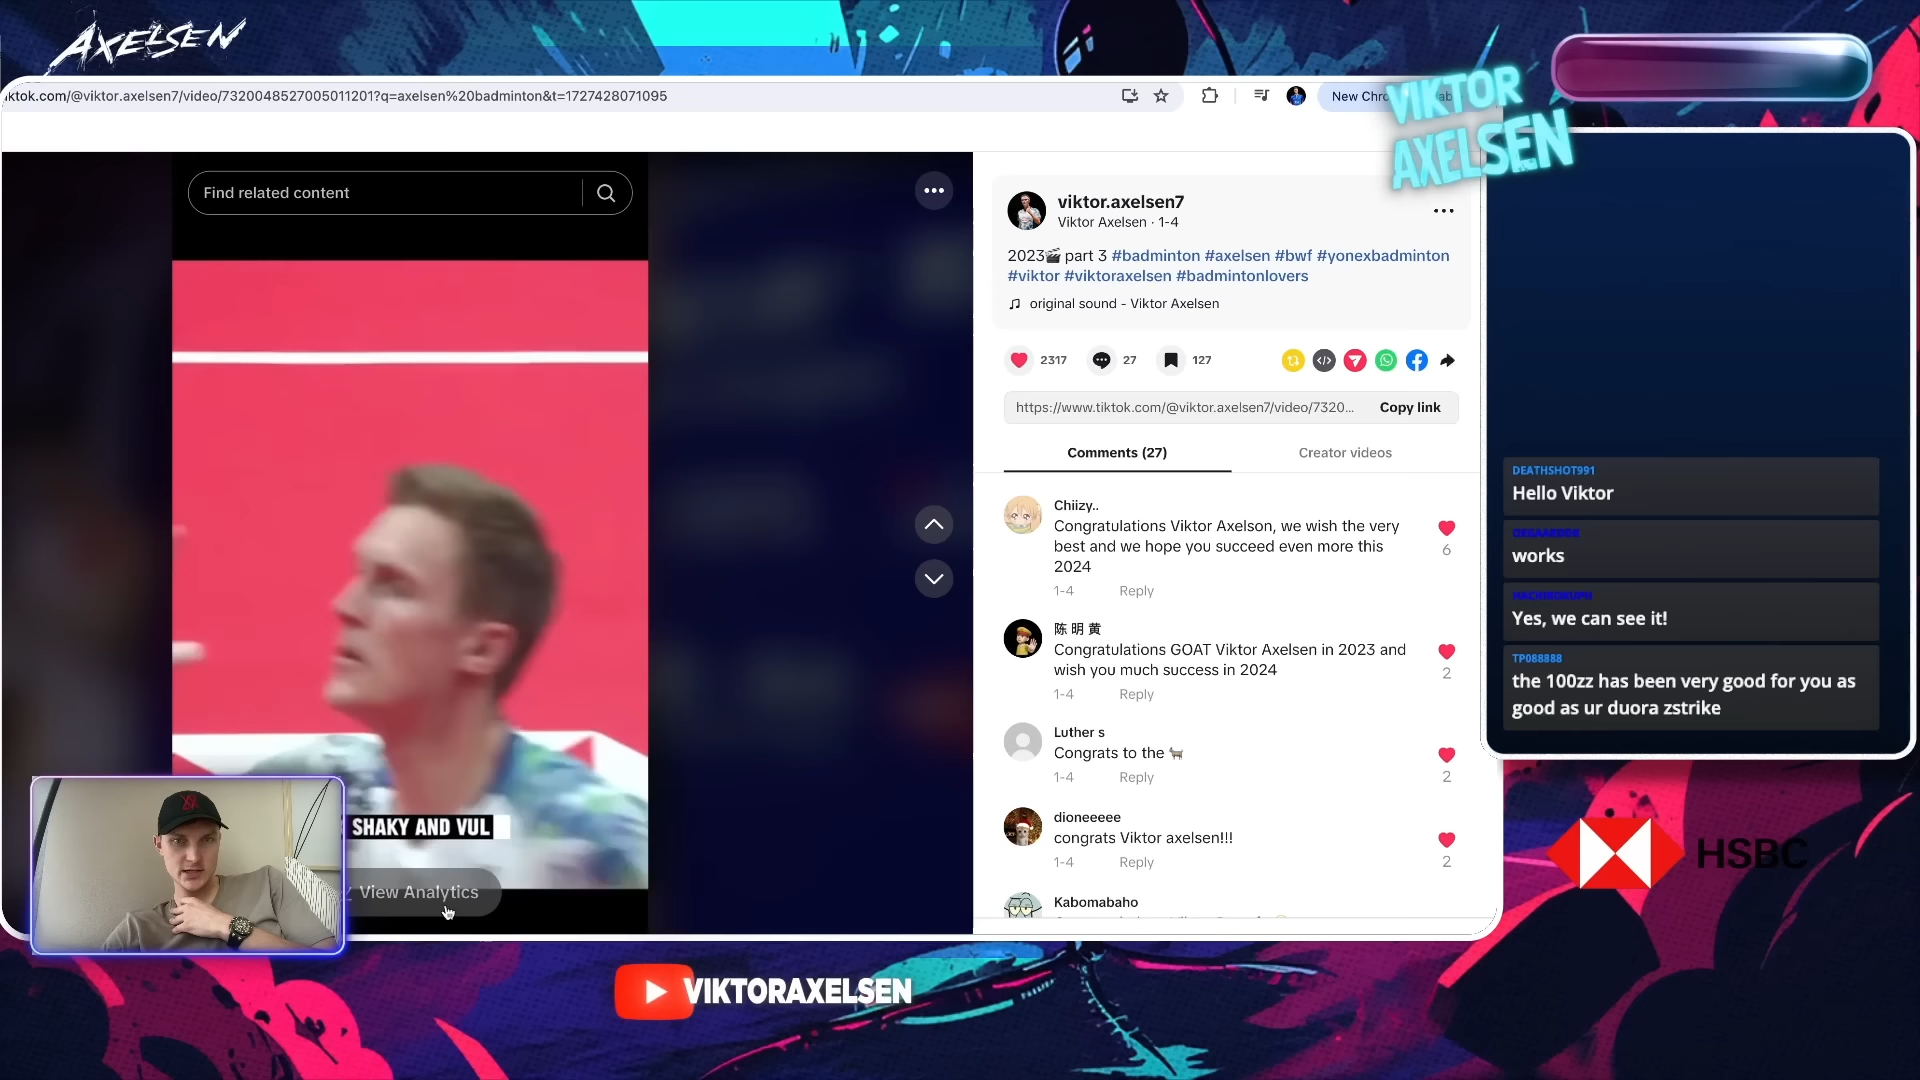 AXELSEN
ktok.com/@viktor.axelsen7/video/7320048527005011201?q=axelsen%20badminton&t=1727428071095
New Chro
VIKTOR
AXELSEN
Find related content
viktor.axelsen7
Viktor Axelsen · 1-4
2023🎬 part 3 #badminton #axelsen #bwf #yonexbadminton
#viktor #viktoraxelsen #badmintonlovers
original sound - Viktor Axelsen
2317
27
127
https://www.tiktok.com/@viktor.axelsen7/video/7320...
Copy link
Comments (27)
Creator videos
Chiizy..
Congratulations Viktor Axelson, we wish the very
best and we hope you succeed even more this
2024
6
1-4
Reply
陈 明 黄
Congratulations GOAT Viktor Axelsen in 2023 and
wish you much success in 2024
2
1-4
Reply
Luther s
Congrats to the 🐐
2
1-4
Reply
dioneeeee
congrats Viktor axelsen!!!
2
1-4
Reply
Kabomabaho
SHAKY AND VUL
View Analytics
DEATHSHOT991
Hello Viktor
works
Yes, we can see it!
TP088888
the 100zz has been very good for you as
good as ur duora zstrike
HSBC
VIKTORAXELSEN